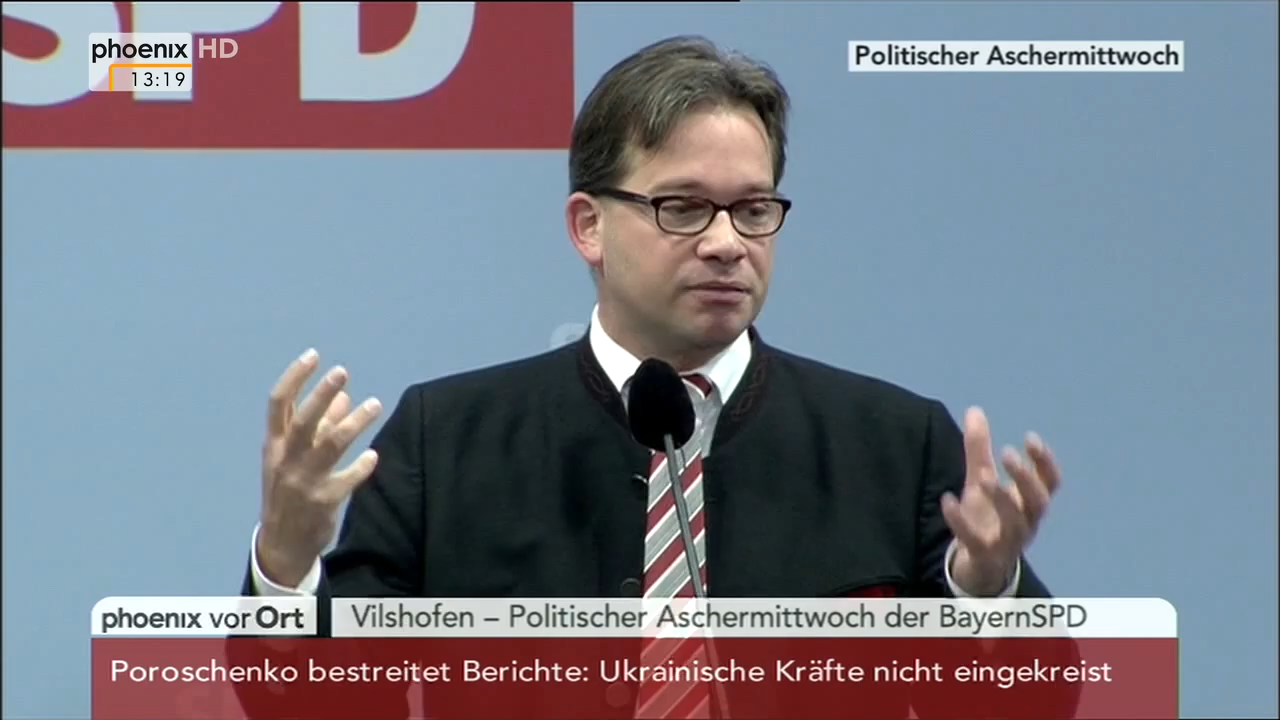 SPD
phoenix HD
13:19
Politischer Aschermittwoch
phoenix vor Ort
Vilshofen – Politischer Aschermittwoch der BayernSPD
Poroschenko bestreitet Berichte: Ukrainische Kräfte nicht eingekreist